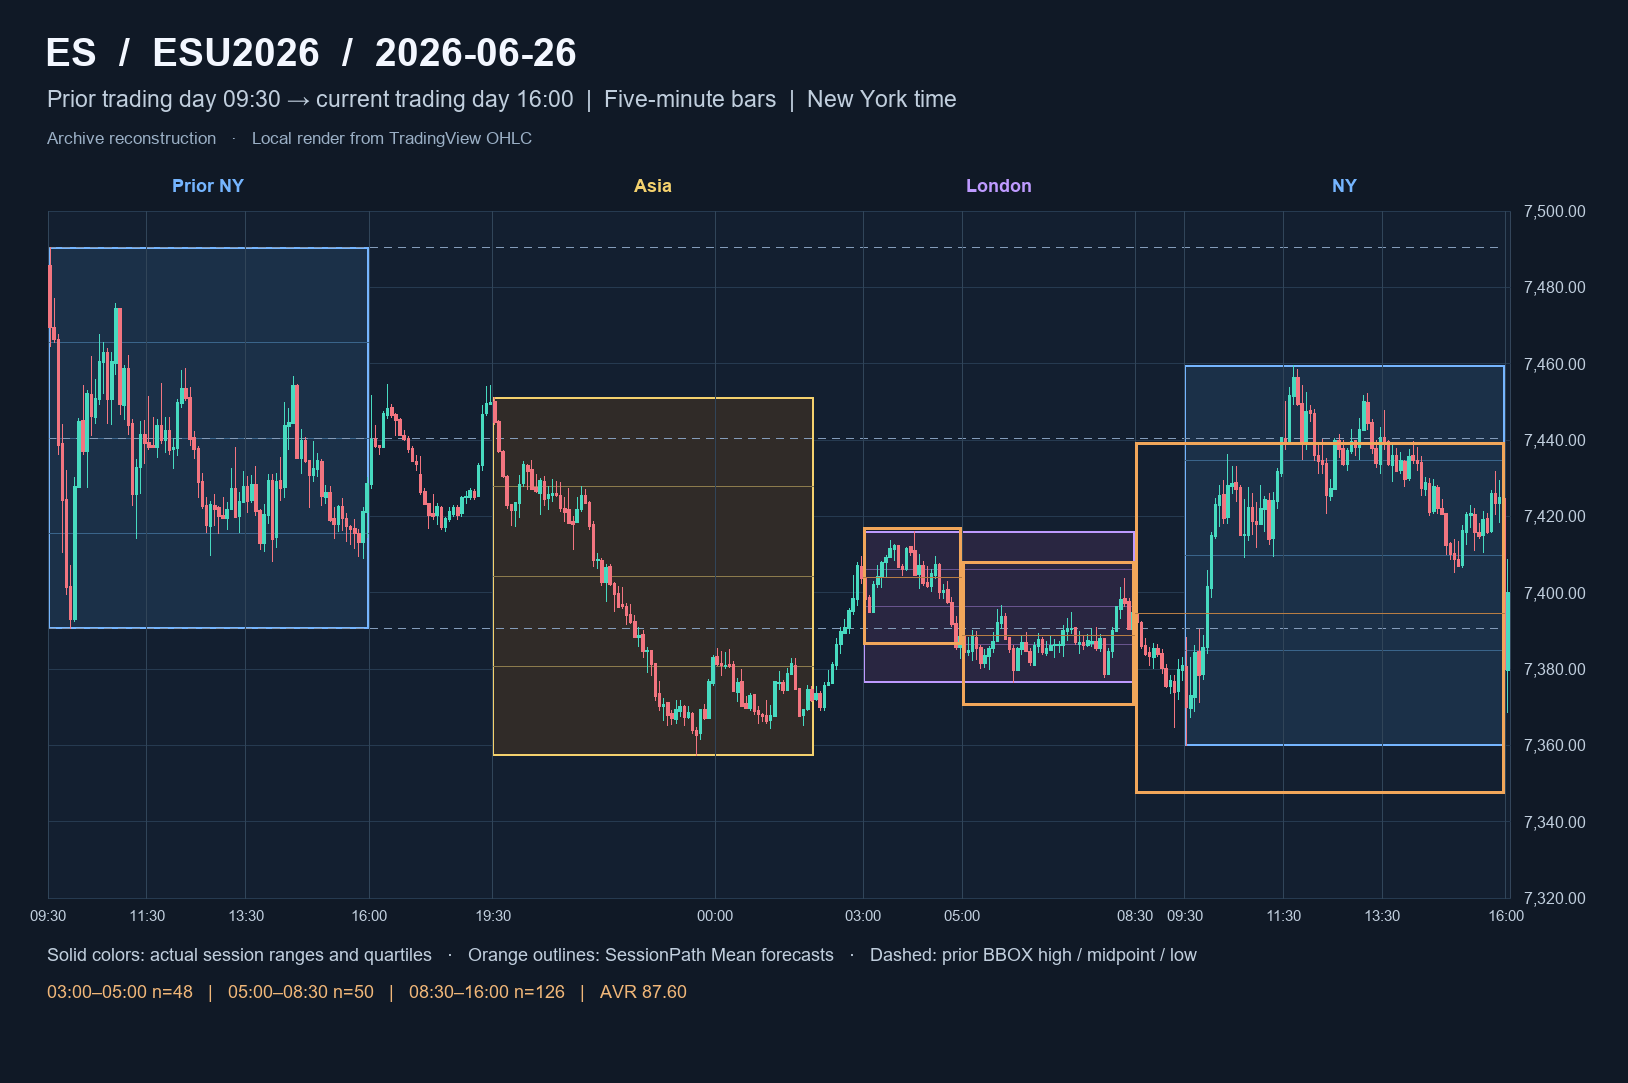 ES / ESU2026 / 2026-06-26
Prior trading day 09:30 → current trading day 16:00 | Five-minute bars | New York time
Archive reconstruction · Local render from TradingView OHLC
Prior NY Asia London NY
7,500.00
7,480.00
7,460.00
7,440.00
7,420.00
7,400.00
7,380.00
7,360.00
7,340.00
7,320.00
09:30 11:30 13:30 16:00 19:30 00:00 03:00 05:00 08:30 09:30 11:30 13:30 16:00
Solid colors: actual session ranges and quartiles · Orange outlines: SessionPath Mean forecasts · Dashed: prior BBOX high / midpoint / low
03:00–05:00 n=48 | 05:00–08:30 n=50 | 08:30–16:00 n=126 | AVR 87.60